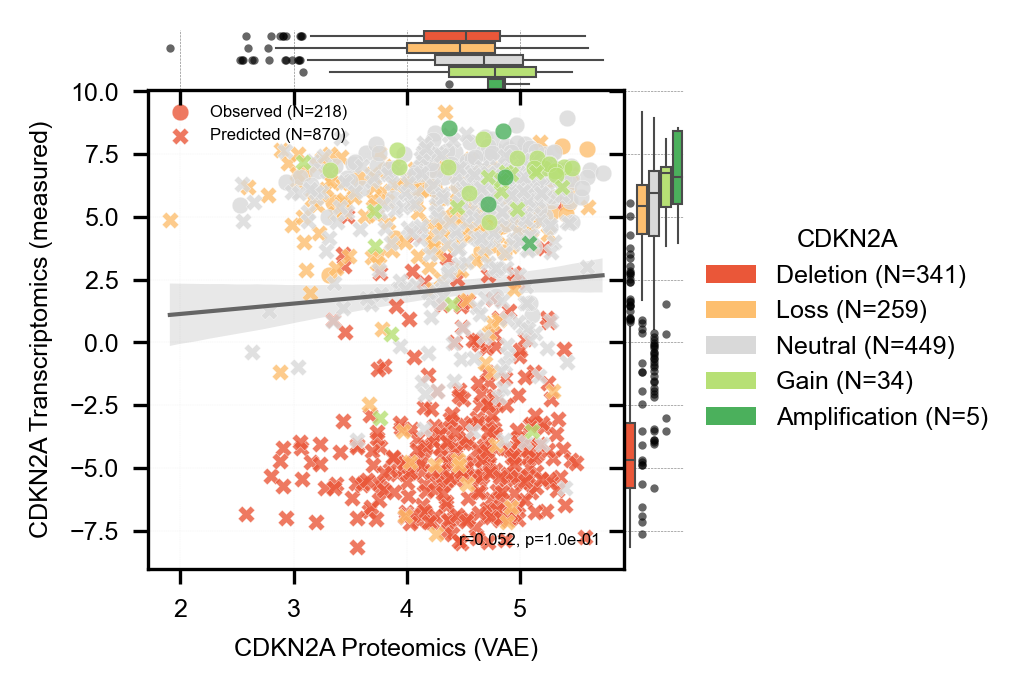 10.0
7.5
5.0
2.5
0.0
−2.5
−5.0
−7.5
CDKN2A Transcriptomics (measured)
Observed (N=218)
Predicted (N=870)
r=0.052, p=1.0e-01
2
3
4
5
CDKN2A Proteomics (VAE)
CDKN2A
Deletion (N=341)
Loss (N=259)
Neutral (N=449)
Gain (N=34)
Amplification (N=5)